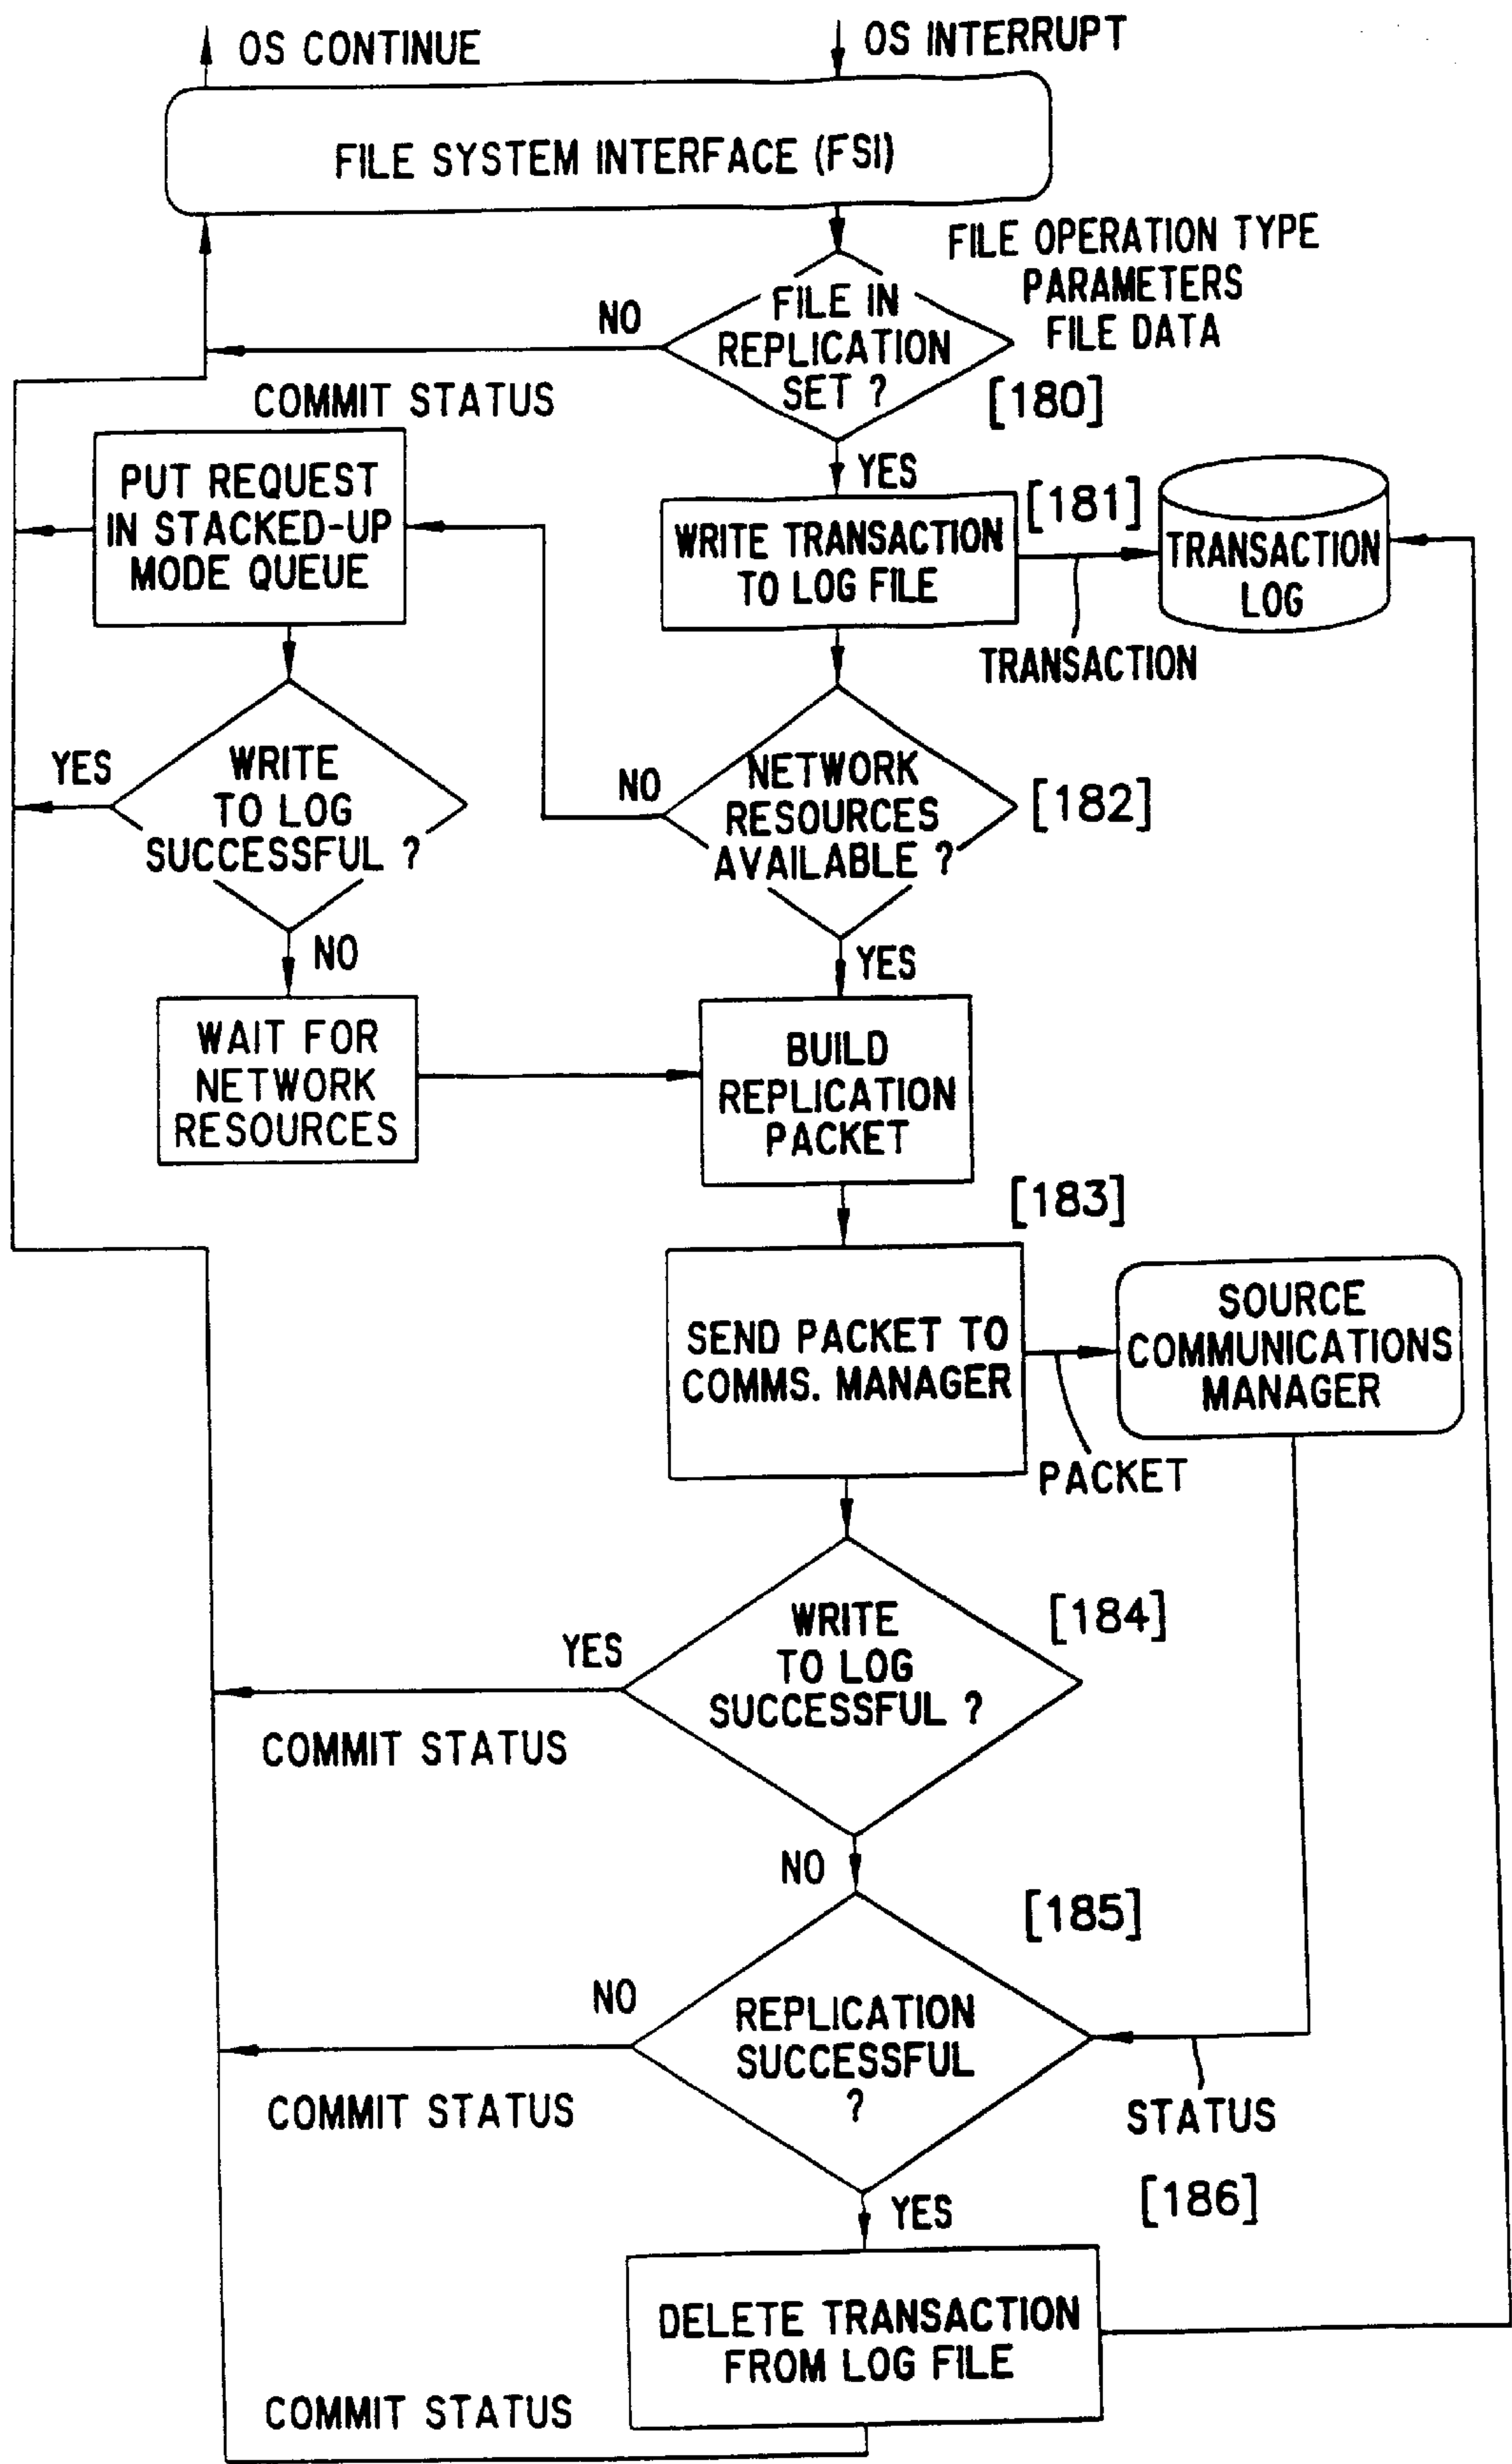 OS CONTINUE
OS INTERRUPT
FILE SYSTEM INTERFACE (FSI)
FILE OPERATION TYPE
PARAMETERS
FILE DATA
FILE IN
REPLICATION
SET ?
NO
[180]
COMMIT STATUS
YES
PUT REQUEST
IN STACKED-UP
MODE QUEUE
WRITE TRANSACTION
TO LOG FILE
[181]
TRANSACTION
LOG
TRANSACTION
YES
WRITE
TO LOG
SUCCESSFUL ?
NO
NETWORK
RESOURCES
AVAILABLE ?
[182]
NO
YES
WAIT FOR
NETWORK
RESOURCES
BUILD
REPLICATION
PACKET
[183]
SEND PACKET TO
COMMS. MANAGER
SOURCE
COMMUNICATIONS
MANAGER
PACKET
WRITE
TO LOG
SUCCESSFUL ?
[184]
YES
COMMIT STATUS
NO
[185]
NO
REPLICATION
SUCCESSFUL
?
COMMIT STATUS
STATUS
[186]
YES
DELETE TRANSACTION
FROM LOG FILE
COMMIT STATUS